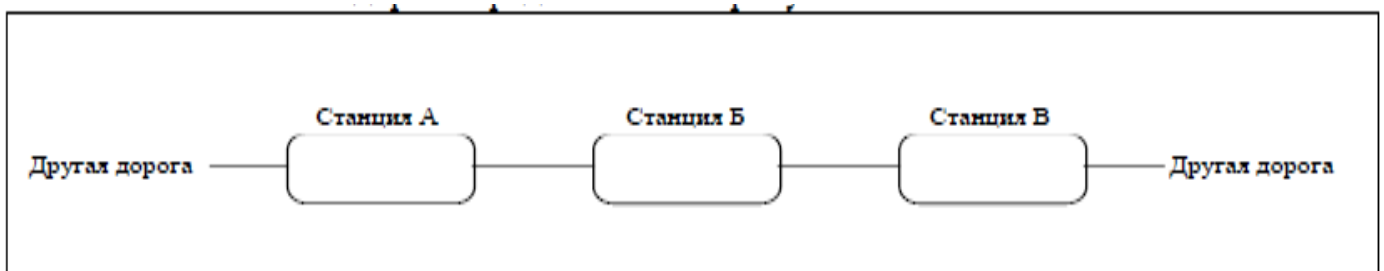 Станция А
Станция Б
Станция В
Другая дорога
Другая дорога